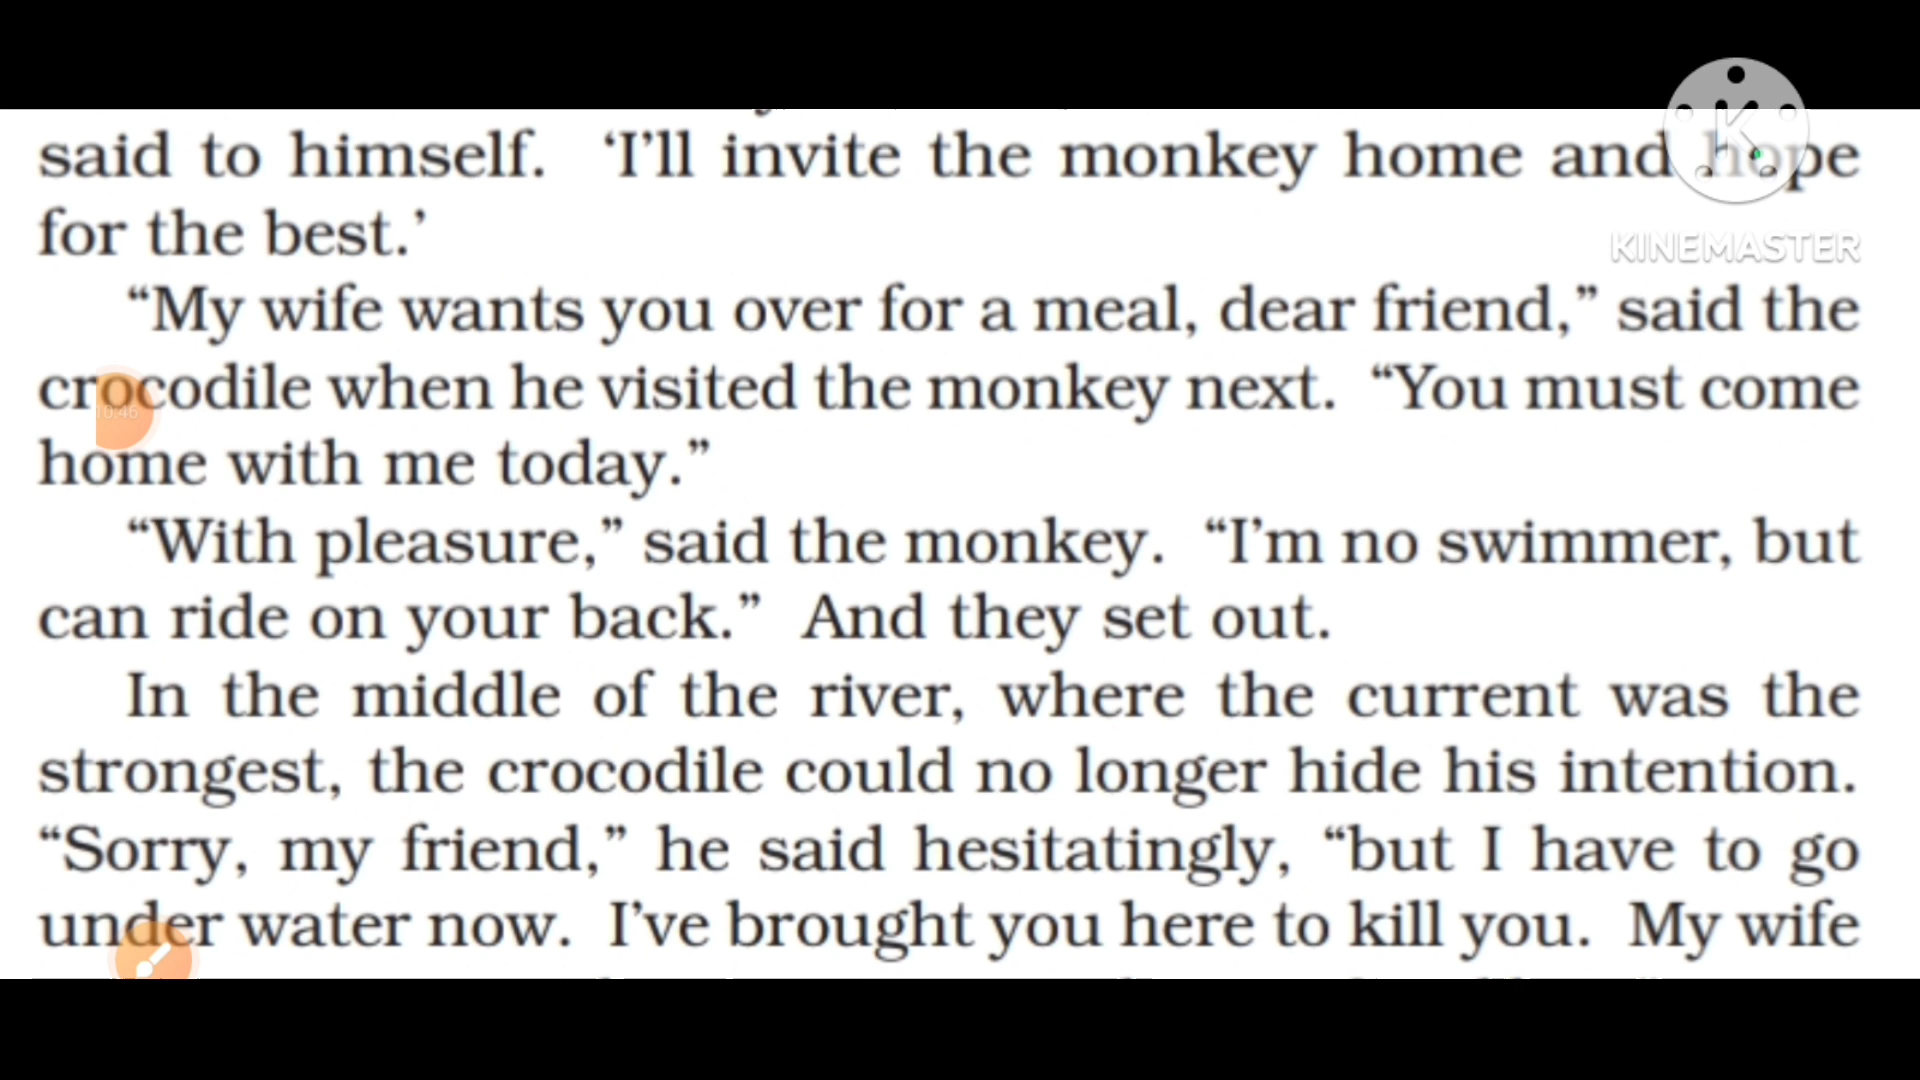 said to himself. ‘I’ll invite the monkey home and hope
for the best.’
“My wife wants you over for a meal, dear friend,” said the
crocodile when he visited the monkey next. “You must come
home with me today.”
“With pleasure,” said the monkey. “I’m no swimmer, but
can ride on your back.” And they set out.
In the middle of the river, where the current was the
strongest, the crocodile could no longer hide his intention.
“Sorry, my friend,” he said hesitatingly, “but I have to go
under water now. I’ve brought you here to kill you. My wife
K
KINEMASTER
10:46